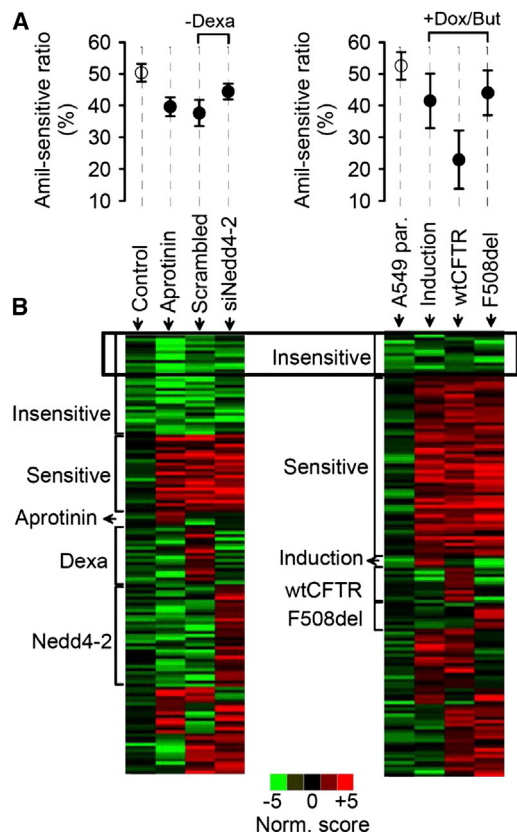 A
-Dexa
Amil-sensitive ratio
(%)
60
50
40
30
20
10
Control
Aprotinin
Scrambled
siNedd4-2
+Dox/But
Amil-sensitive ratio
(%)
60
50
40
30
20
10
A549 par.
Induction
wtCFTR
F508del
B
Insensitive
Sensitive
Aprotinin
Dexa
Nedd4-2
Insensitive
Sensitive
Induction
wtCFTR
F508del
-5 0 +5
Norm. score